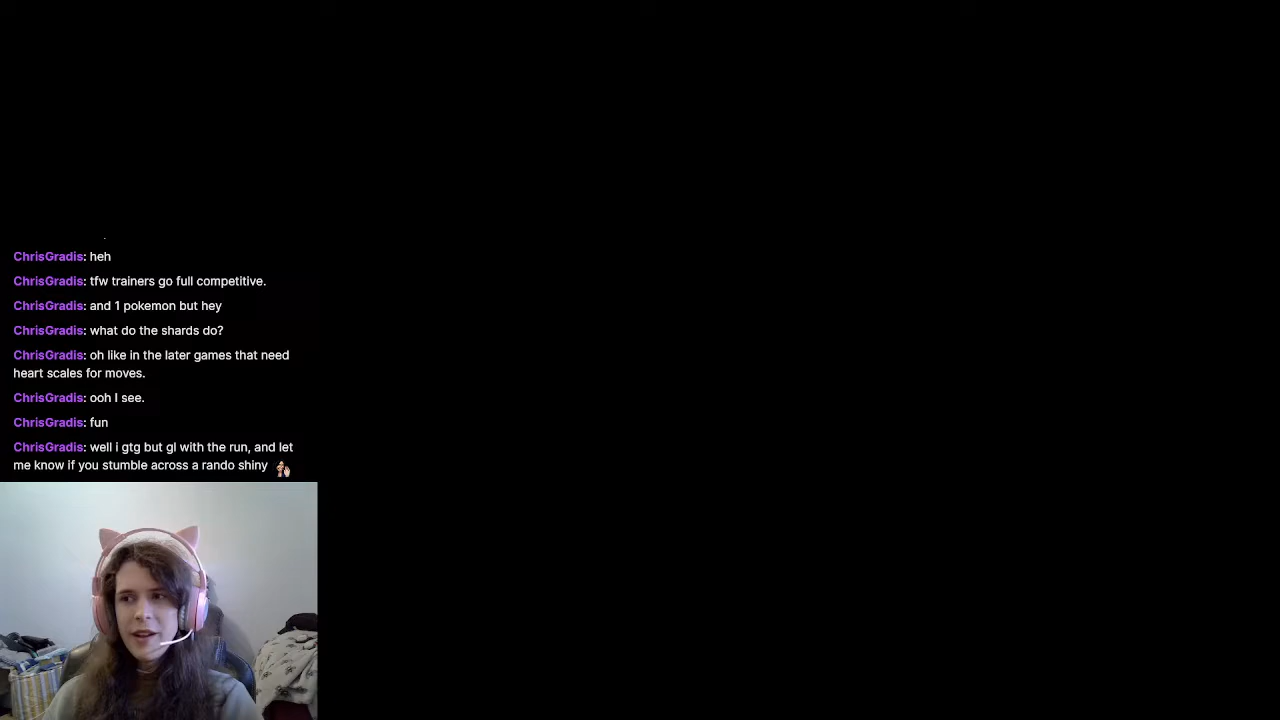 ChrisGradis: heh
ChrisGradis: tfw trainers go full competitive.
ChrisGradis: and 1 pokemon but hey
ChrisGradis: what do the shards do?
ChrisGradis: oh like in the later games that need
heart scales for moves.
ChrisGradis: ooh I see.
ChrisGradis: fun
ChrisGradis: well i gtg but gl with the run, and let
me know if you stumble across a rando shiny